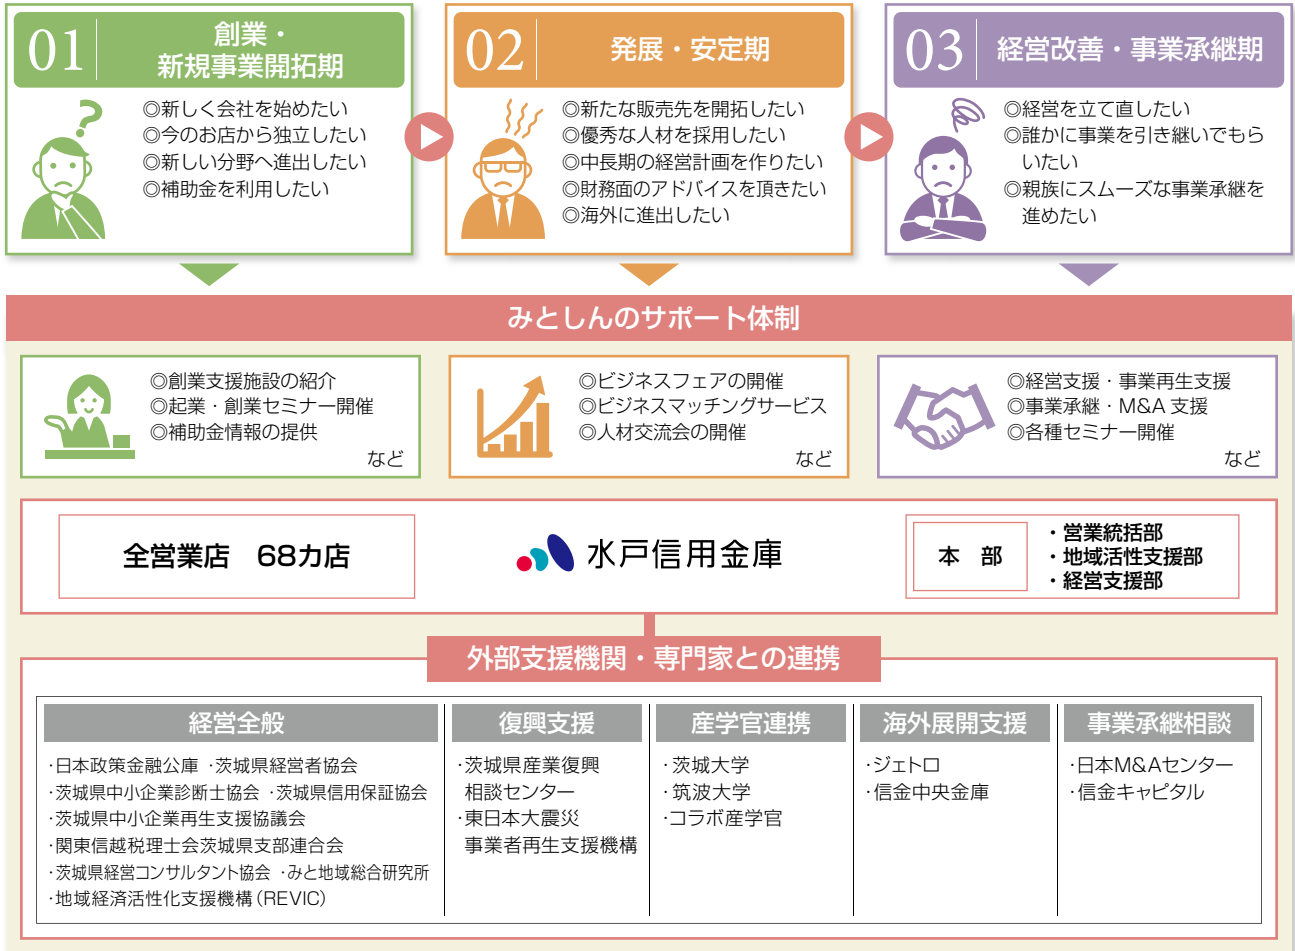 01
創業・
新規事業開拓期
◎新しく会社を始めたい
◎今のお店から独立したい
◎新しい分野へ進出したい
◎補助金を利用したい
02
発展・安定期
◎新たな販売先を開拓したい
◎優秀な人材を採用したい
◎中長期の経営計画を作りたい
◎財務面のアドバイスを頂きたい
◎海外に進出したい
03
経営改善・事業承継期
◎経営を立て直したい
◎誰かに事業を引き継いでもら
いたい
◎親族にスムーズな事業承継を
進めたい
みとしんのサポート体制
◎創業支援施設の紹介
◎起業・創業セミナー開催
◎補助金情報の提供
など
◎ビジネスフェアの開催
◎ビジネスマッチングサービス
◎人材交流会の開催
など
◎経営支援・事業再生支援
◎事業承継・M&A 支援
◎各種セミナー開催
など
全営業店 68カ店
水戸信用金庫
本 部
・営業統括部
・地域活性支援部
・経営支援部
外部支援機関・専門家との連携
経営全般
·日本政策金融公庫 ·茨城県経営者協会
·茨城県中小企業診断士協会 ·茨城県信用保証協会
·茨城県中小企業再生支援協議会
·関東信越税理士会茨城県支部連合会
·茨城県経営コンサルタント協会 ·みと地域総合研究所
·地域経済活性化支援機構(REVIC)
復興支援
·茨城県産業復興
相談センター
·東日本大震災
事業者再生支援機構
産学官連携
·茨城大学
·筑波大学
·コラボ産学官
海外展開支援
·ジェトロ
·信金中央金庫
事業承継相談
·日本M&Aセンター
·信金キャピタル